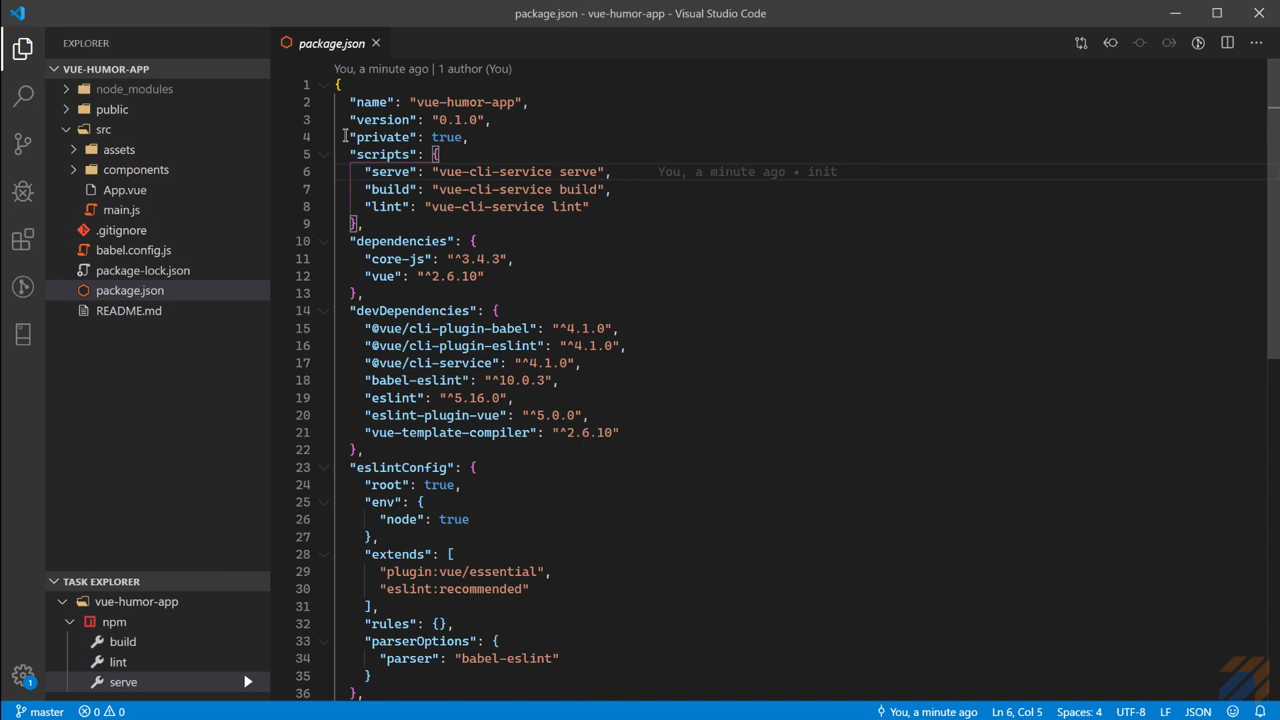 package.json - vue-humor-app - Visual Studio Code
EXPLORER
VUE-HUMOR-APP
node_modules
public
src
assets
components
App.vue
main.js
.gitignore
babel.config.js
package-lock.json
package.json
README.md
TASK EXPLORER
vue-humor-app
npm
build
lint
serve
1
package.json
You, a minute ago | 1 author (You)
1 {
2 "name": "vue-humor-app",
3 "version": "0.1.0",
4 "private": true,
5 "scripts": {
6 "serve": "vue-cli-service serve", You, a minute ago • init
7 "build": "vue-cli-service build",
8 "lint": "vue-cli-service lint"
9 },
10 "dependencies": {
11 "core-js": "^3.4.3",
12 "vue": "^2.6.10"
13 },
14 "devDependencies": {
15 "@vue/cli-plugin-babel": "^4.1.0",
16 "@vue/cli-plugin-eslint": "^4.1.0",
17 "@vue/cli-service": "^4.1.0",
18 "babel-eslint": "^10.0.3",
19 "eslint": "^5.16.0",
20 "eslint-plugin-vue": "^5.0.0",
21 "vue-template-compiler": "^2.6.10"
22 },
23 "eslintConfig": {
24 "root": true,
25 "env": {
26 "node": true
27 },
28 "extends": [
29 "plugin:vue/essential",
30 "eslint:recommended"
31 ],
32 "rules": {},
33 "parserOptions": {
34 "parser": "babel-eslint"
35 }
36 },
master 0 0 You, a minute ago Ln 6, Col 5 Spaces: 4 UTF-8 LF JSON